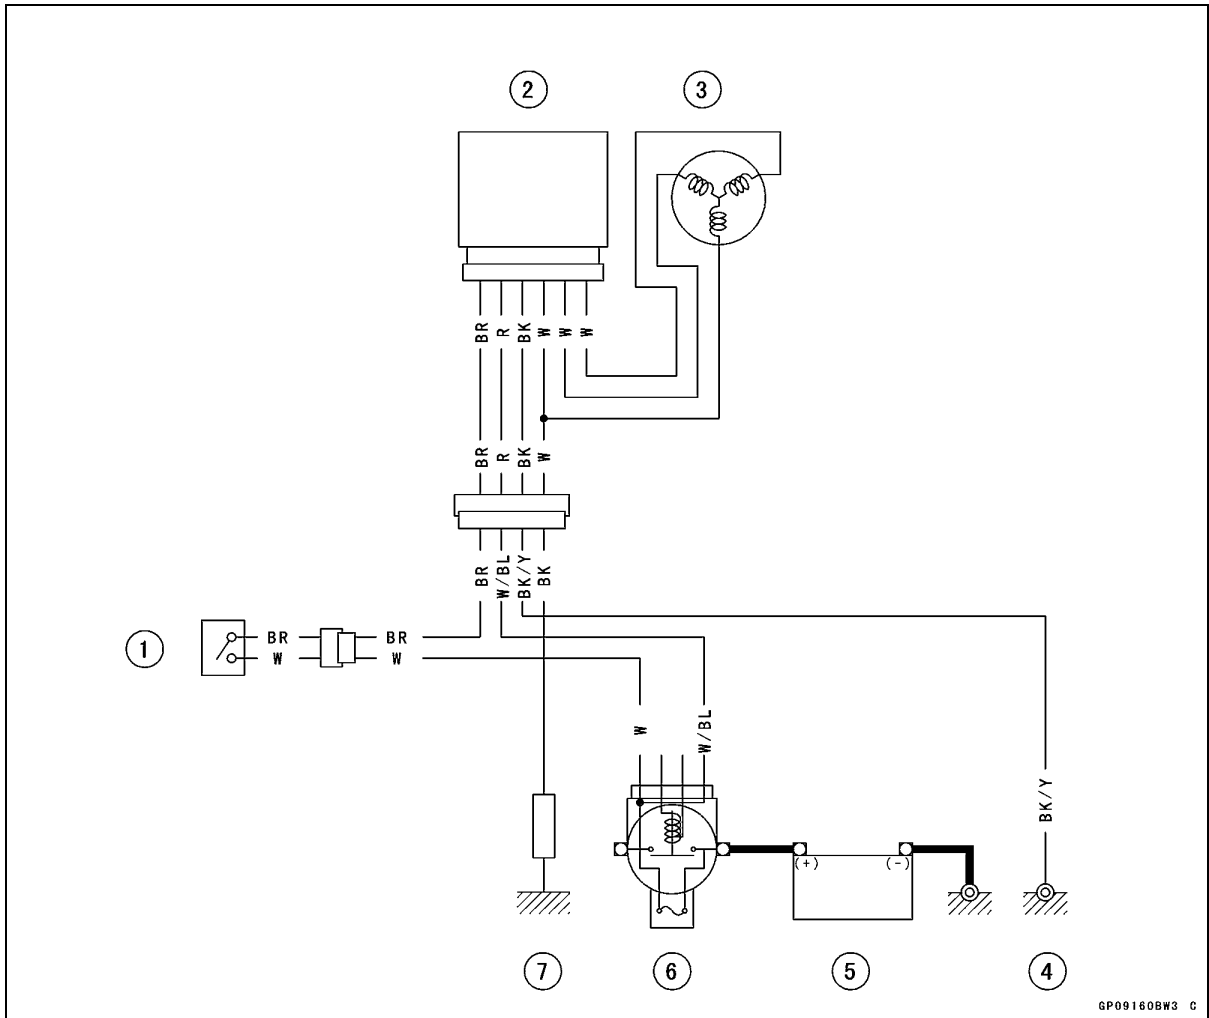 2 3
BR R BK W W W
BR R BK W
BR W/BL BK/Y BK
1 BR BR
W W
W W/BL
BK/Y
(+) (-)
7 6 5 4
GP09160BW3 C